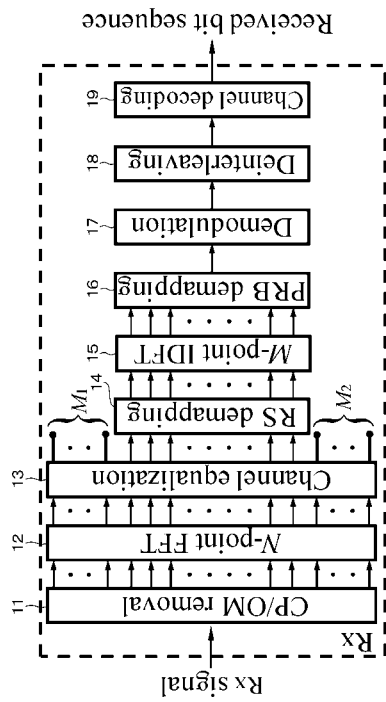 Rx signal
Rx
CP/OM removal
11
N-point FFT
12
Channel equalization
13
M₂
M₁
RS demapping
14
M-point IDFT
15
PRB demapping
16
Demodulation
17
Deinterleaving
18
Channel decoding
19
Received bit sequence